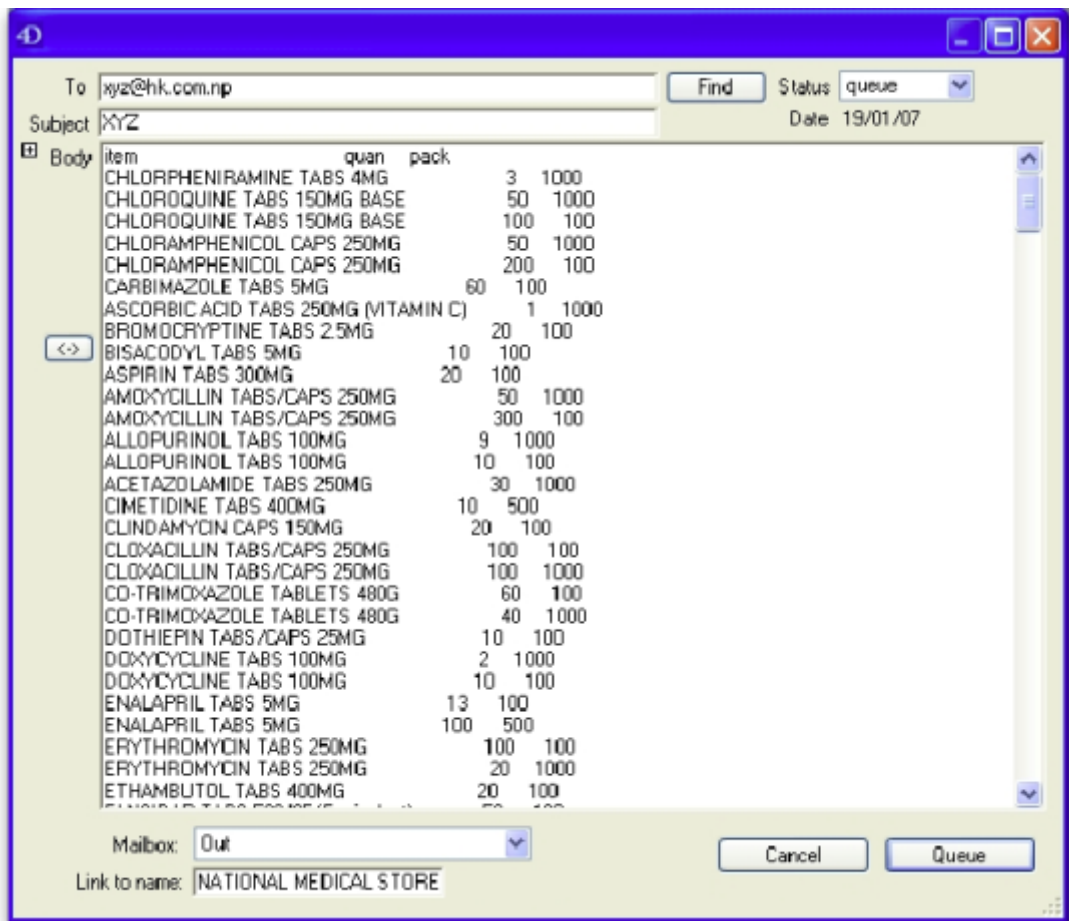 4D
To xyz@hk.com.np Find Status queue
Subject XYZ Date 19/01/07
Body item quan pack
CHLORPHENIRAMINE TABS 4MG 3 1000
CHLOROQUINE TABS 150MG BASE 50 1000
CHLOROQUINE TABS 150MG BASE 100 100
CHLORAMPHENICOL CAPS 250MG 50 1000
CHLORAMPHENICOL CAPS 250MG 200 100
CARBIMAZOLE TABS 5MG 60 100
ASCORBIC ACID TABS 250MG (VITAMIN C) 1 1000
BROMOCRYPTINE TABS 2.5MG 20 100
<-> BISACODYL TABS 5MG 10 100
ASPIRIN TABS 300MG 20 100
AMOXYCILLIN TABS/CAPS 250MG 50 1000
AMOXYCILLIN TABS/CAPS 250MG 300 100
ALLOPURINOL TABS 100MG 9 1000
ALLOPURINOL TABS 100MG 10 100
ACETAZOLAMIDE TABS 250MG 30 1000
CIMETIDINE TABS 400MG 10 500
CLINDAMYCIN CAPS 150MG 20 100
CLOXACILLIN TABS/CAPS 250MG 100 100
CLOXACILLIN TABS/CAPS 250MG 100 1000
CO-TRIMOXAZOLE TABLETS 480G 60 100
CO-TRIMOXAZOLE TABLETS 480G 40 1000
DOTHIEPIN TABS/CAPS 25MG 10 100
DOXYCYCLINE TABS 100MG 2 1000
DOXYCYCLINE TABS 100MG 10 100
ENALAPRIL TABS 5MG 13 100
ENALAPRIL TABS 5MG 100 500
ERYTHROMYCIN TABS 250MG 100 100
ERYTHROMYCIN TABS 250MG 20 1000
ETHAMBUTOL TABS 400MG 20 100
Mailbox: Out Cancel Queue
Link to name: NATIONAL MEDICAL STORE